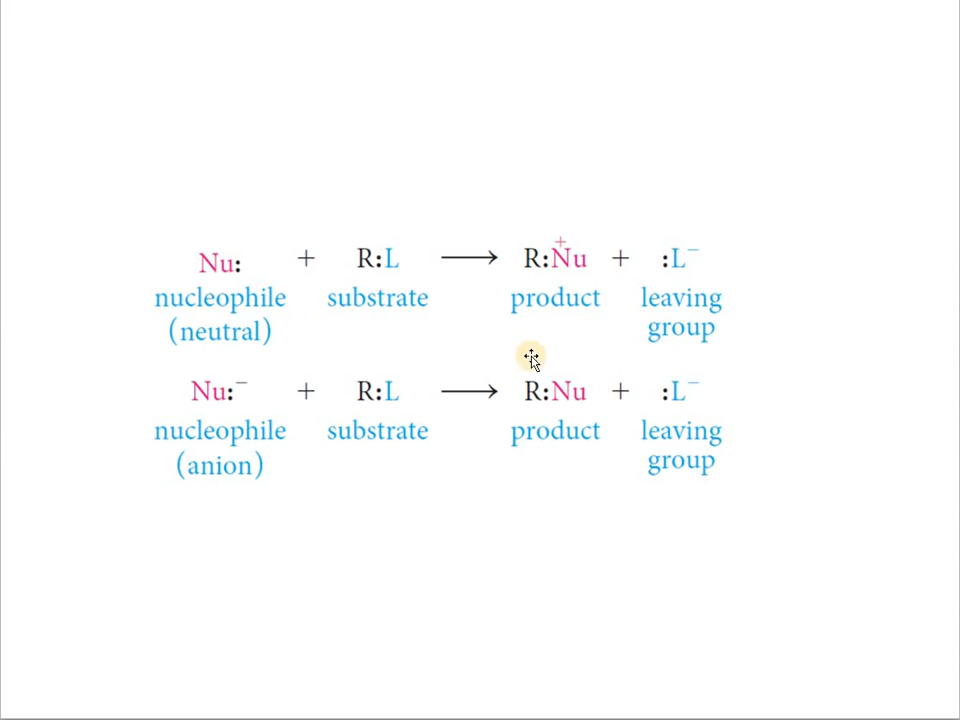 Nu: + R:L ⟶ R:N⁺u + :L⁻
nucleophile substrate product leaving
(neutral) group
Nu:⁻ + R:L ⟶ R:Nu + :L⁻
nucleophile substrate product leaving
(anion) group